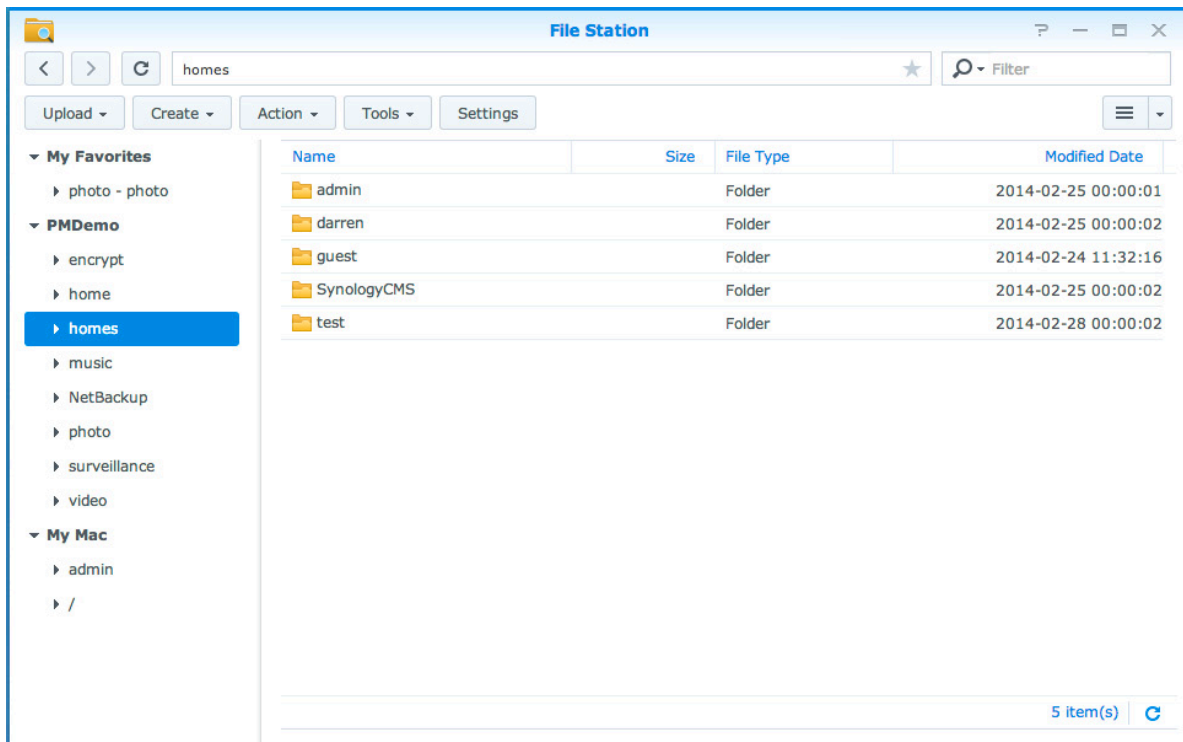 File Station
homes
Filter
Upload Create Action Tools Settings
My Favorites
photo - photo
PMDemo
encrypt
home
homes
music
NetBackup
photo
surveillance
video
My Mac
admin
/
Name Size File Type Modified Date
admin Folder 2014-02-25 00:00:01
darren Folder 2014-02-25 00:00:02
guest Folder 2014-02-24 11:32:16
SynologyCMS Folder 2014-02-25 00:00:02
test Folder 2014-02-28 00:00:02
5 item(s)